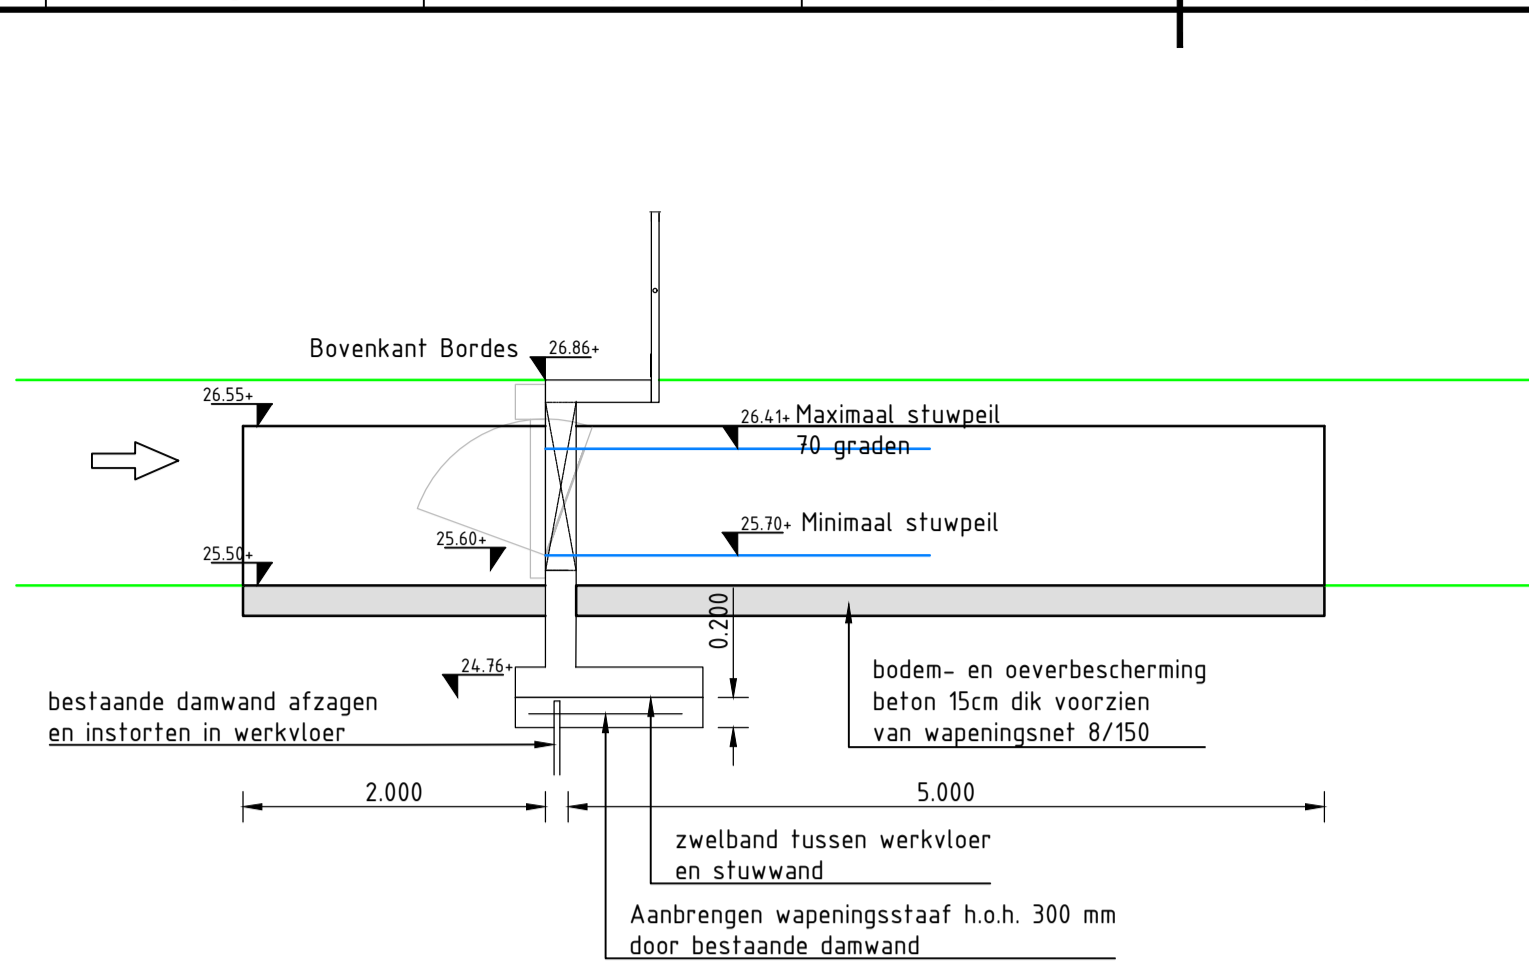 Bovenkant Bordes
26.86+
26.55+
26.41+ Maximaal stuwpeil
70 graden
25.70+ Minimaal stuwpeil
25.60+
25.50+
0.200
24.76+
bodem- en oeverbescherming
beton 15cm dik voorzien
van wapeningsnet 8/150
bestaande damwand afzagen
en instorten in werkvloer
2.000
5.000
zwelband tussen werkvloer
en stuwwand
Aanbrengen wapeningsstaaf h.o.h. 300 mm
door bestaande damwand